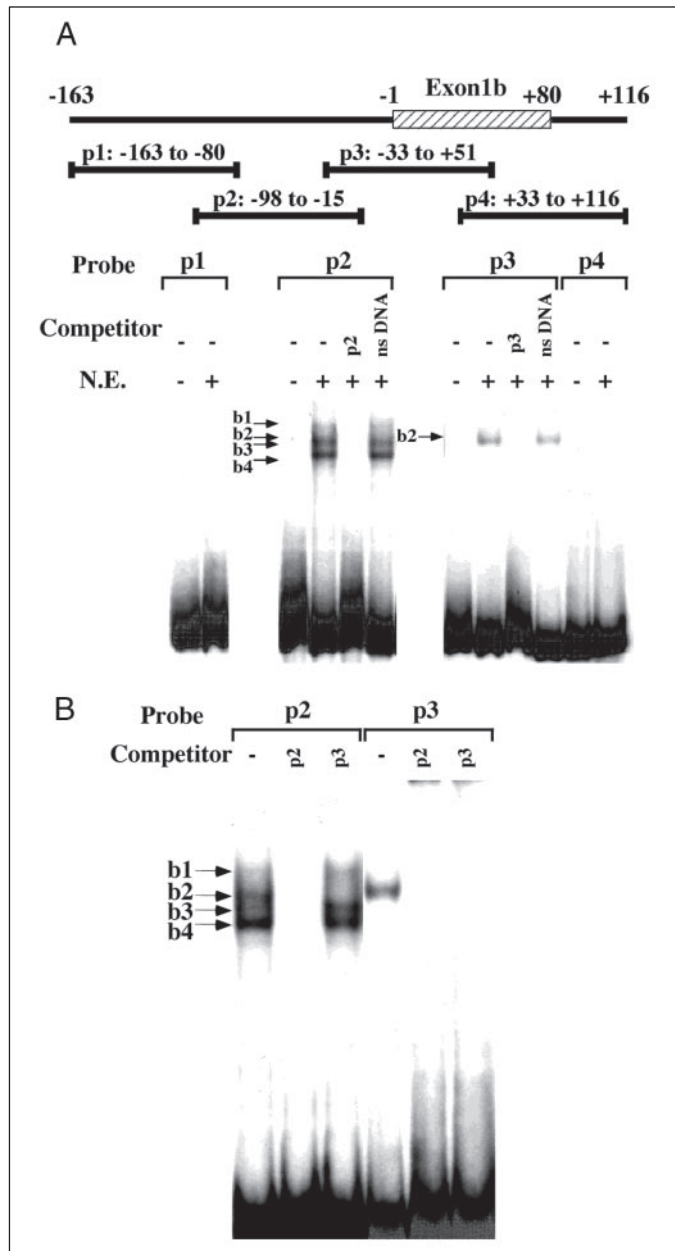 A
-163 -1 Exon1b +80 +116
p1: -163 to -80 p3: -33 to +51
p2: -98 to -15 p4: +33 to +116
Probe p1 p2 p3 p4
Competitor - - - - p2 ns DNA - - p3 ns DNA - -
N.E. - + - + + + - + + + - +
b1
b2 b2
b3
b4
B
Probe p2 p3
Competitor - p2 p3 - p2 p3
b1
b2
b3
b4